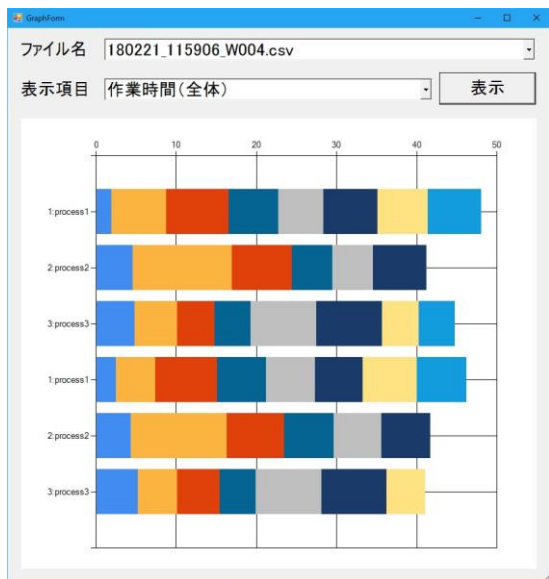 GraphForm
ファイル名 180221_115906_W004.csv
表示項目 作業時間(全体) 表示
0 10 20 30 40 50
1:process1
2:process2
3:process3
1:process1
2:process2
3:process3